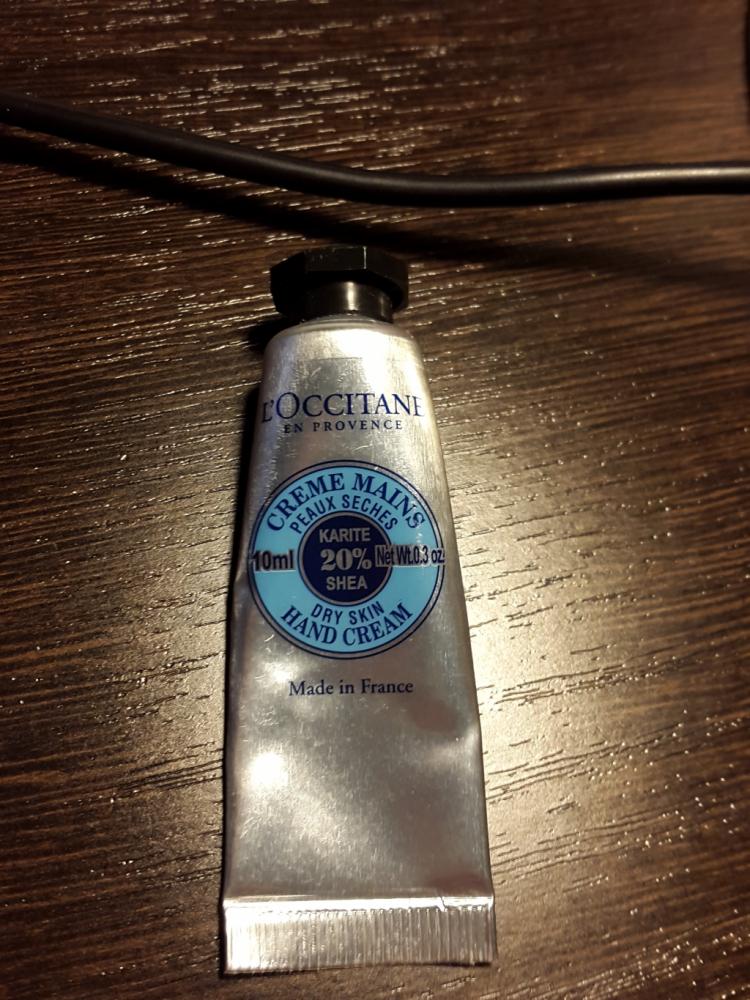 L'OCCITANE
EN PROVENCE
CREME MAINS
PEAUX SECHES
KARITE
10ml 20% Net Wt.0.3 oz.
SHEA
DRY SKIN
HAND CREAM
Made in France